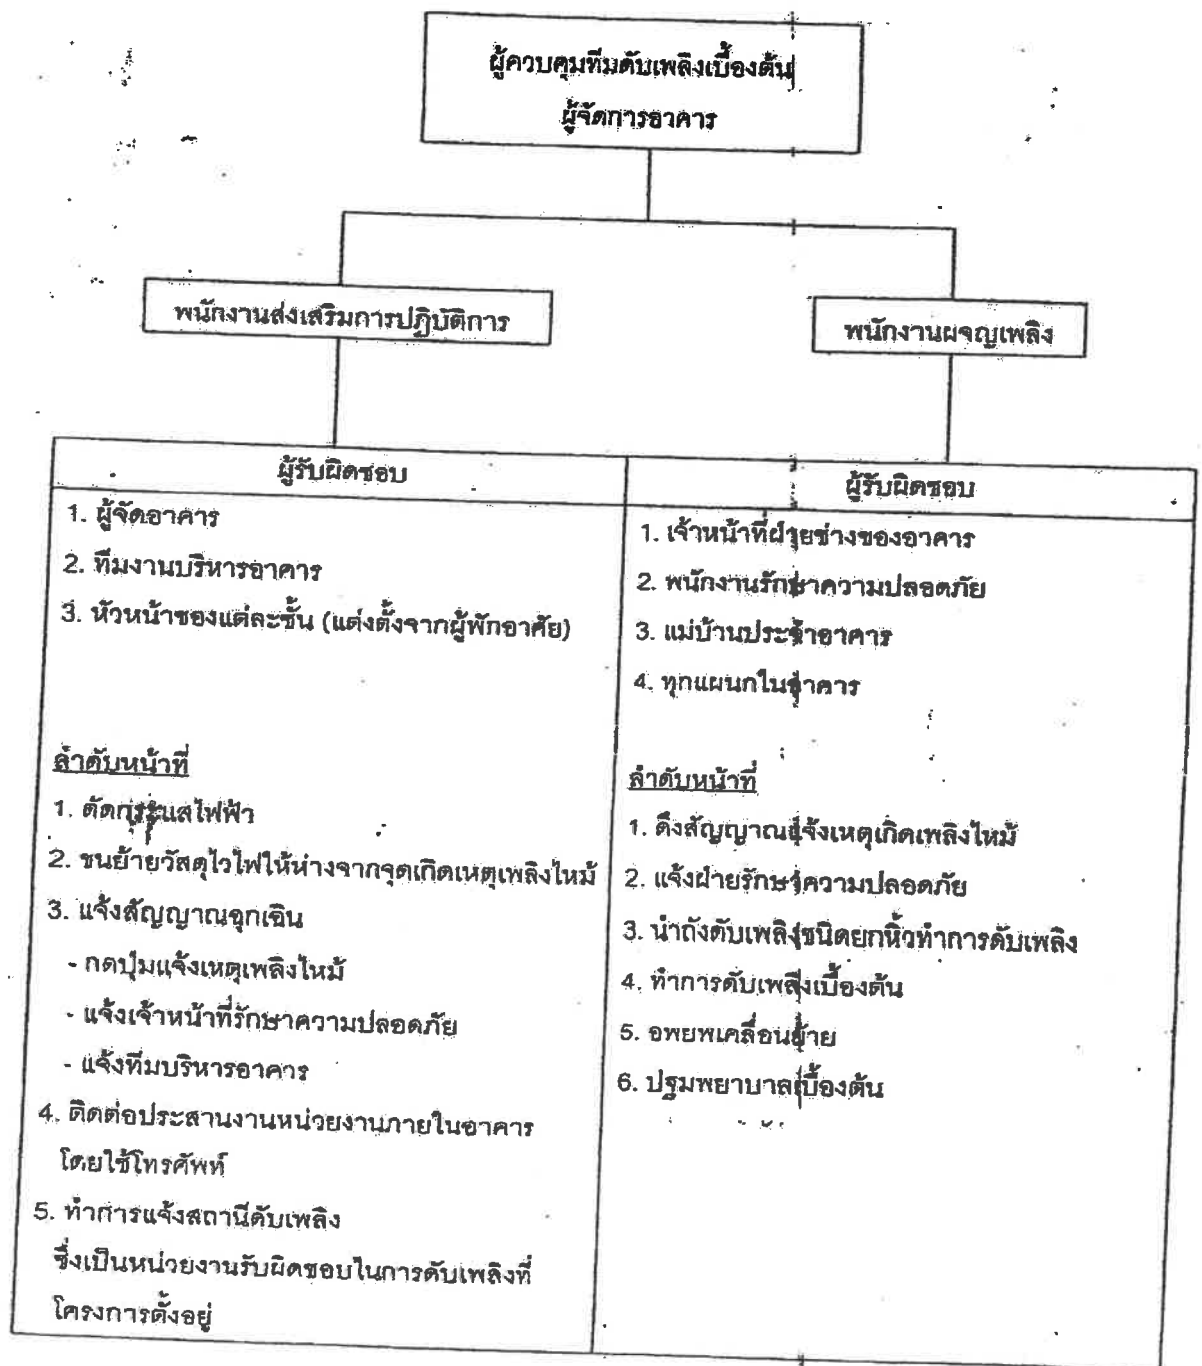 ผู้ควบคุมทีมดับเพลิงเบื้องต้น
ผู้จัดการอาคาร
พนักงานส่งเสริมการปฏิบัติการ
พนักงานผจญเพลิง
ผู้รับผิดชอบ
1. ผู้จัดอาคาร
2. ทีมงานบริหารอาคาร
3. หัวหน้าของแต่ละชั้น (แต่งตั้งจากผู้พักอาศัย)
ลำดับหน้าที่
1. ตัดกระแสไฟฟ้า
2. ขนย้ายวัสดุไวไฟให้ห่างจากจุดเกิดเหตุเพลิงไหม้
3. แจ้งสัญญาณฉุกเฉิน
- กดปุ่มแจ้งเหตุเพลิงไหม้
- แจ้งเจ้าหน้าที่รักษาความปลอดภัย
- แจ้งทีมบริหารอาคาร
4. ติดต่อประสานงานหน่วยงานภายในอาคาร
โดยใช้โทรศัพท์
5. ทำการแจ้งสถานีดับเพลิง
ซึ่งเป็นหน่วยงานรับผิดชอบในการดับเพลิงที่
โครงการตั้งอยู่
ผู้รับผิดชอบ
1. เจ้าหน้าที่ฝ่ายช่างของอาคาร
2. พนักงานรักษาความปลอดภัย
3. แม่บ้านประจำอาคาร
4. ทุกแผนกในอาคาร
ลำดับหน้าที่
1. ดึงสัญญาณแจ้งเหตุเกิดเพลิงไหม้
2. แจ้งฝ่ายรักษาความปลอดภัย
3. นำถังดับเพลิงชนิดยกหิ้วทำการดับเพลิง
4. ทำการดับเพลิงเบื้องต้น
5. อพยพเคลื่อนย้าย
6. ปฐมพยาบาลเบื้องต้น